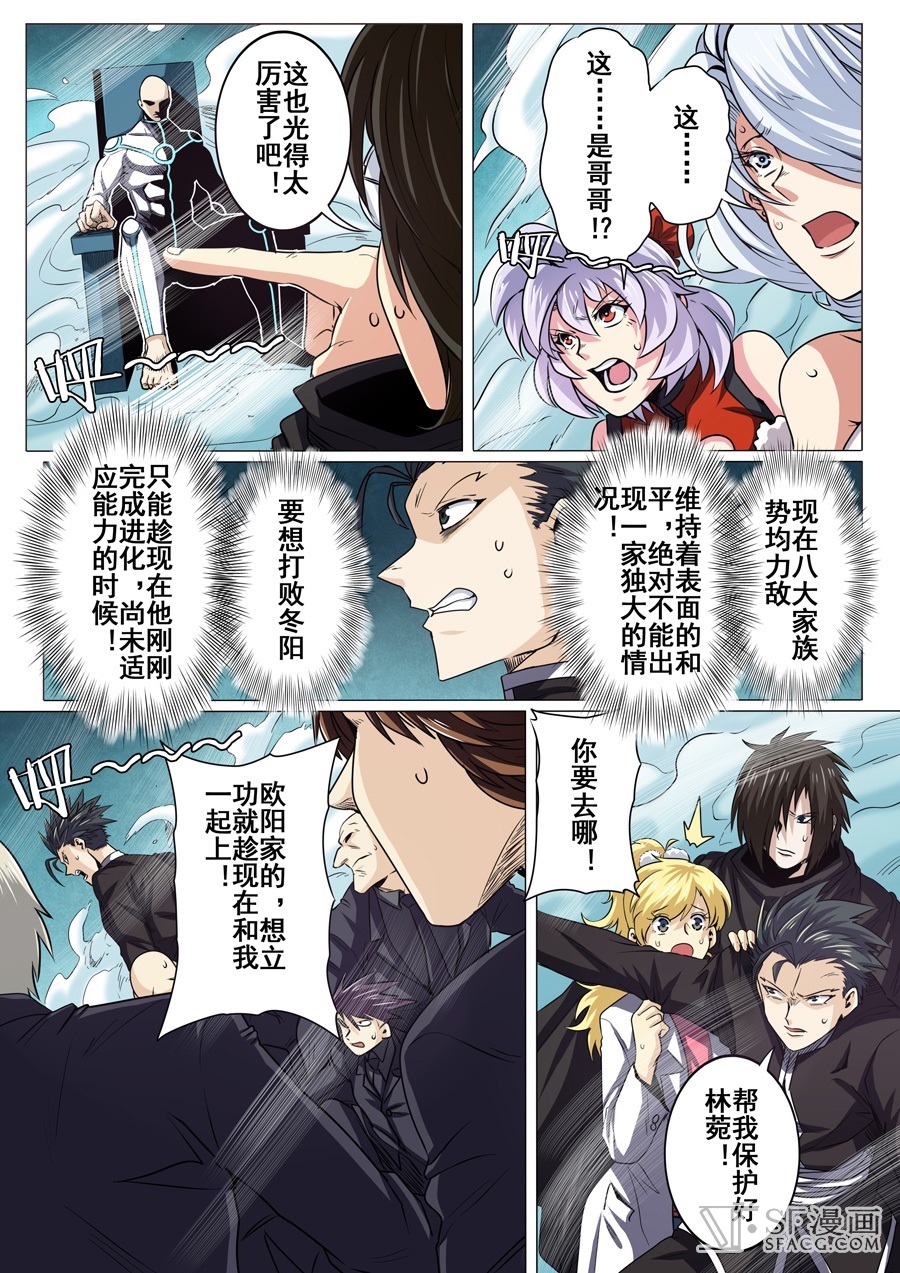 这……
这……是哥哥!?
呼~~~~
这也光得太
厉害了吧！
呼~~~~
现在八大家族
势均力敌
维持着表面的和
平，绝对不能出
现一家独大的情
况！
要想打败冬阳
只能趁现在他刚刚
完成进化，尚未适
应能力的时候！
你要去哪！
帮我保护好
林菀！
欧阳家的，想立
功就趁现在和我
一起上！
呼~~~~
18
SF漫画
SFACG.COM